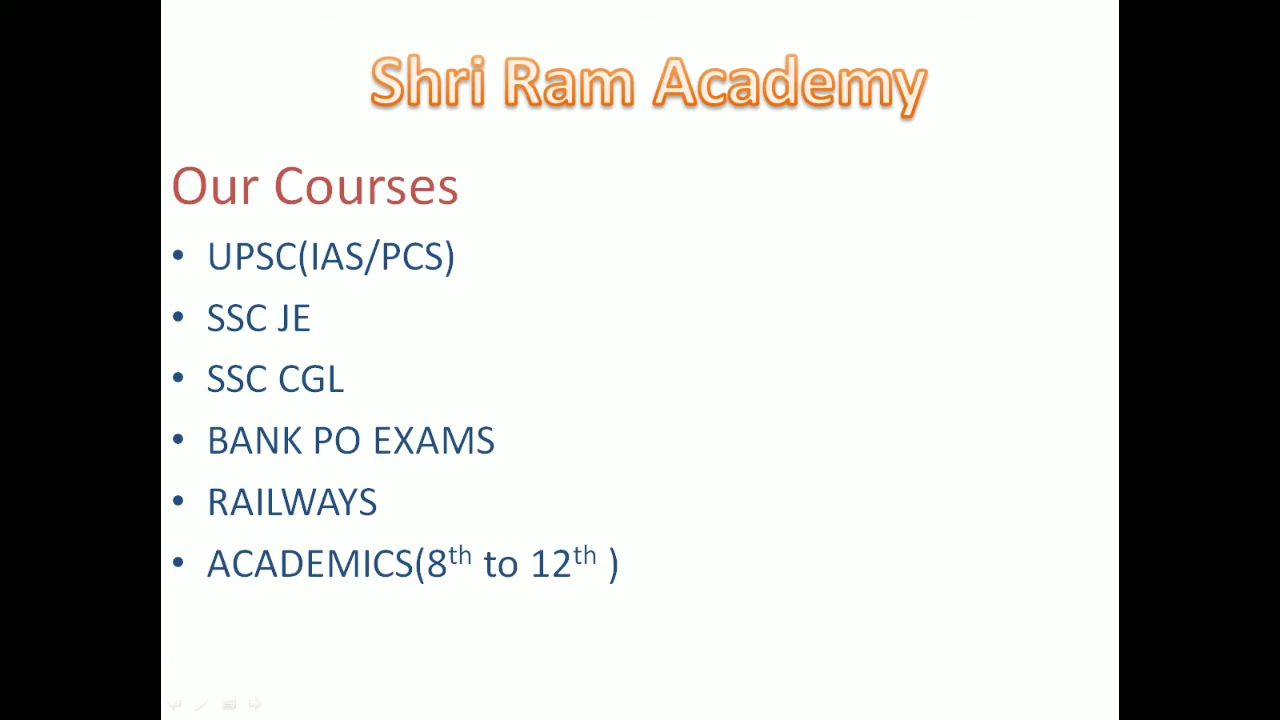 Shri Ram Academy
Our Courses
• UPSC(IAS/PCS)
• SSC JE
• SSC CGL
• BANK PO EXAMS
• RAILWAYS
• ACADEMICS(8th to 12th )